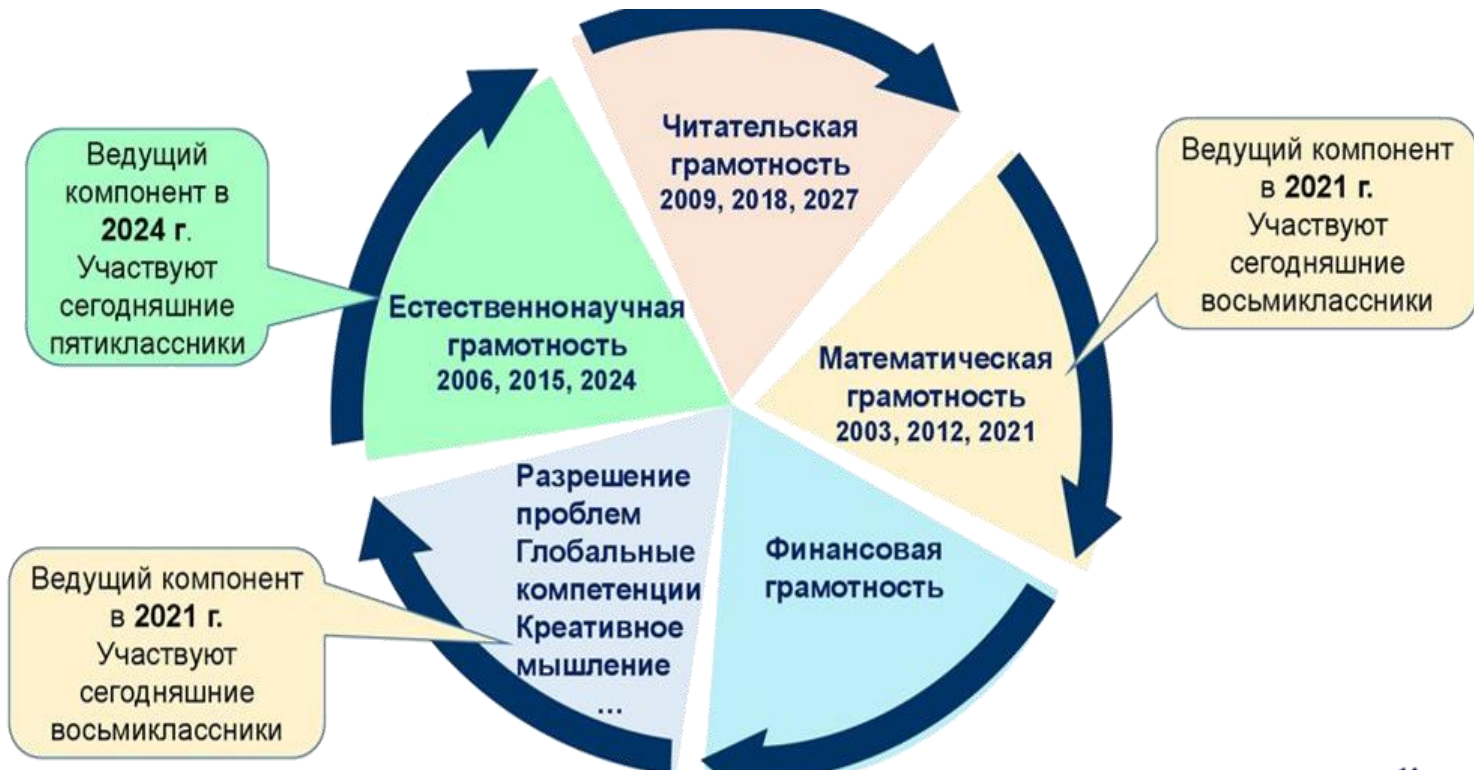 Читательская
грамотность
2009, 2018, 2027
Ведущий
компонент в
2024 г.
Участвуют
сегодняшние
пятиклассники
Ведущий компонент
в 2021 г.
Участвуют
сегодняшние
восьмиклассники
Естественнонаучная
грамотность
2006, 2015, 2024
Математическая
грамотность
2003, 2012, 2021
Разрешение
проблем
Глобальные
компетенции
Креативное
мышление
...
Финансовая
грамотность
Ведущий компонент
в 2021 г.
Участвуют
сегодняшние
восьмиклассники